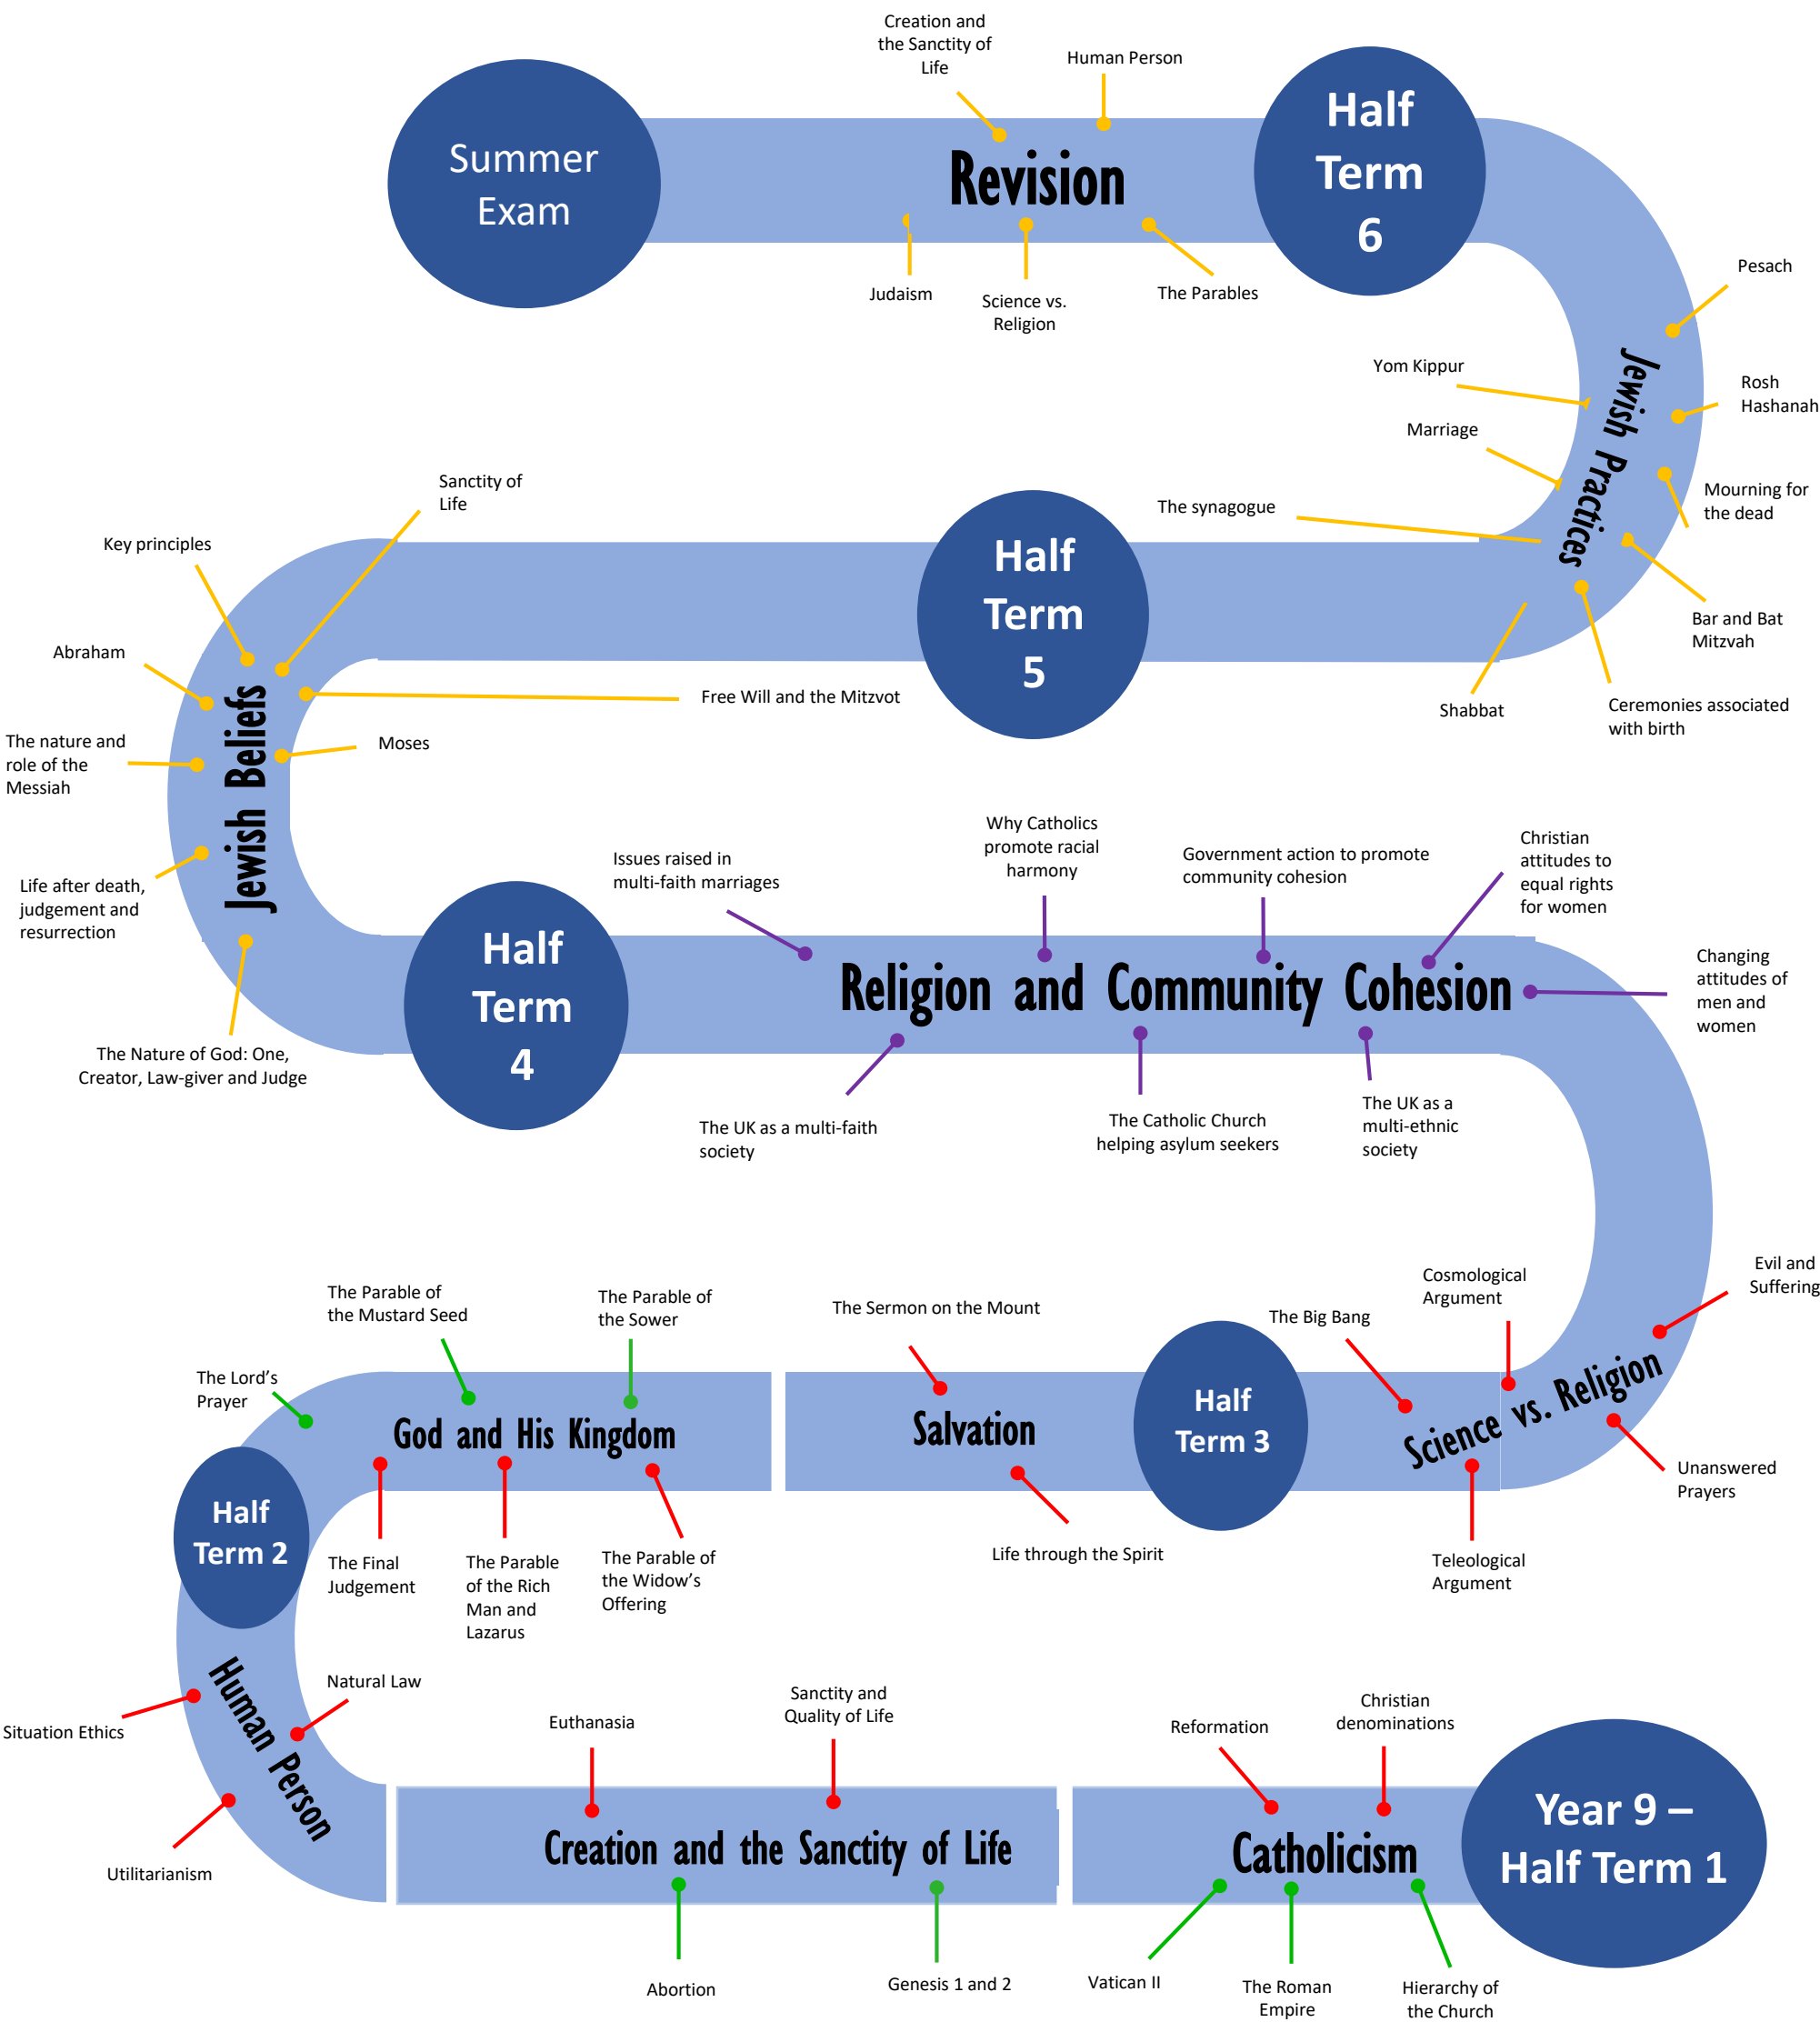 Creation and
the Sanctity of
Life
Human Person
Summer
Exam
Revision
Half
Term
6
Judaism
Science vs.
Religion
The Parables
Pesach
Yom Kippur
Rosh
Hashanah
Marriage
Jewish Practices
Mourning for
the dead
The synagogue
Bar and Bat
Mitzvah
Ceremonies associated
with birth
Shabbat
Half
Term
5
Sanctity of
Life
Key principles
Abraham
Free Will and the Mitzvot
The nature and
role of the
Messiah
Moses
Jewish Beliefs
Life after death,
judgement and
resurrection
The Nature of God: One,
Creator, Law-giver and Judge
Half
Term
4
Issues raised in
multi-faith marriages
Why Catholics
promote racial
harmony
Government action to promote
community cohesion
Christian
attitudes to
equal rights
for women
Changing
attitudes of
men and
women
Religion and Community Cohesion
The UK as a multi-faith
society
The Catholic Church
helping asylum seekers
The UK as a
multi-ethnic
society
Evil and
Suffering
Cosmological
Argument
The Big Bang
Science vs. Religion
Unanswered
Prayers
Teleological
Argument
Half
Term 3
The Sermon on the Mount
Salvation
Life through the Spirit
The Parable of
the Mustard Seed
The Parable of
the Sower
The Lord's
Prayer
God and His Kingdom
The Final
Judgement
The Parable
of the Rich
Man and
Lazarus
The Parable of
the Widow's
Offering
Half
Term 2
Natural Law
Situation Ethics
Human Person
Utilitarianism
Euthanasia
Sanctity and
Quality of Life
Creation and the Sanctity of Life
Abortion
Genesis 1 and 2
Reformation
Christian
denominations
Catholicism
Vatican II
The Roman
Empire
Hierarchy of
the Church
Year 9 –
Half Term 1